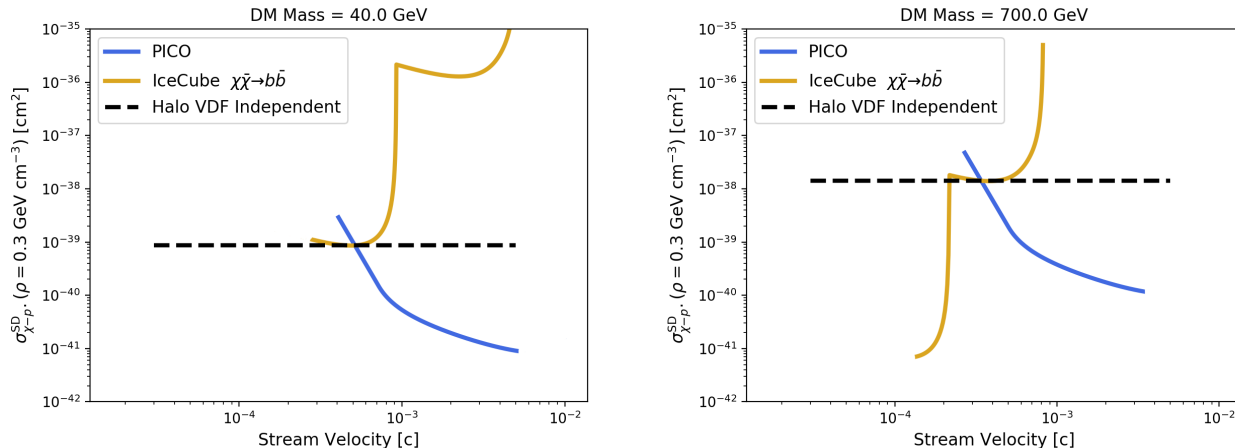 DM Mass = 40.0 GeV
PICO
IceCube χχ̄→bb̄
Halo VDF Independent
10⁻³⁵
10⁻³⁶
10⁻³⁷
10⁻³⁸
10⁻³⁹
10⁻⁴⁰
10⁻⁴¹
10⁻⁴²
σ^SD_χ−p. (ρ = 0.3 GeV cm⁻³) [cm²]
10⁻⁴ 10⁻³ 10⁻²
Stream Velocity [c]
DM Mass = 700.0 GeV
PICO
IceCube χχ̄→bb̄
Halo VDF Independent
10⁻³⁵
10⁻³⁶
10⁻³⁷
10⁻³⁸
10⁻³⁹
10⁻⁴⁰
10⁻⁴¹
10⁻⁴²
σ^SD_χ−p. (ρ = 0.3 GeV cm⁻³) [cm²]
10⁻⁴ 10⁻³ 10⁻²
Stream Velocity [c]